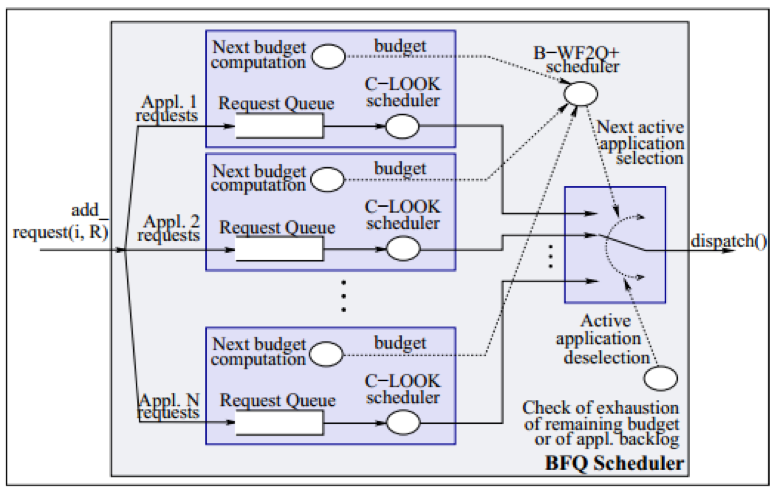 Next budget
computation
budget
B−WF2Q+
scheduler
C−LOOK
scheduler
Appl. 1
requests
Request Queue
Next active
application
selection
Next budget
computation
budget
C−LOOK
scheduler
add_
request(i, R)
Appl. 2
requests
Request Queue
dispatch()
Next budget
computation
budget
Active
application
deselection
C−LOOK
scheduler
Appl. N
requests
Request Queue
Check of exhaustion
of remaining budget
or of appl. backlog
BFQ Scheduler